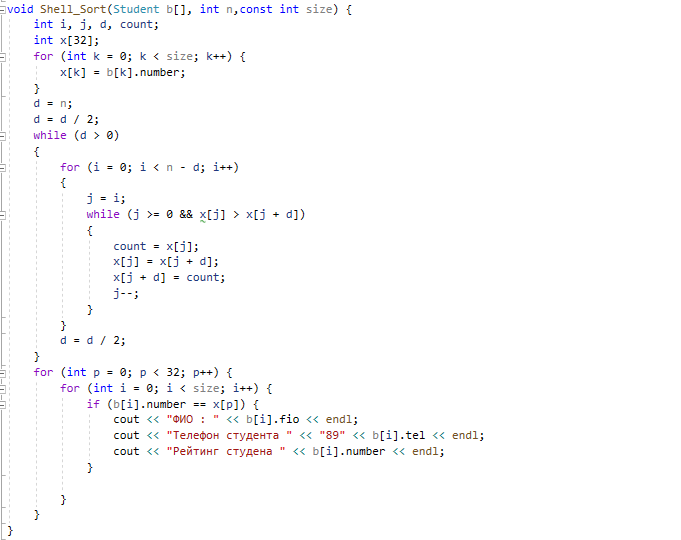 void Shell_Sort(Student b[], int n,const int size) {
    int i, j, d, count;
    int x[32];
    for (int k = 0; k < size; k++) {
        x[k] = b[k].number;
    }
    d = n;
    d = d / 2;
    while (d > 0)
    {
        for (i = 0; i < n - d; i++)
        {
            j = i;
            while (j >= 0 && x[j] > x[j + d])
            {
                count = x[j];
                x[j] = x[j + d];
                x[j + d] = count;
                j--;
            }
        }
        d = d / 2;
    }
    for (int p = 0; p < 32; p++) {
        for (int i = 0; i < size; i++) {
            if (b[i].number == x[p]) {
                cout << "ФИО : " << b[i].fio << endl;
                cout << "Телефон студента " << "89" << b[i].tel << endl;
                cout << "Рейтинг студена " << b[i].number << endl;
            }

        }
    }
}